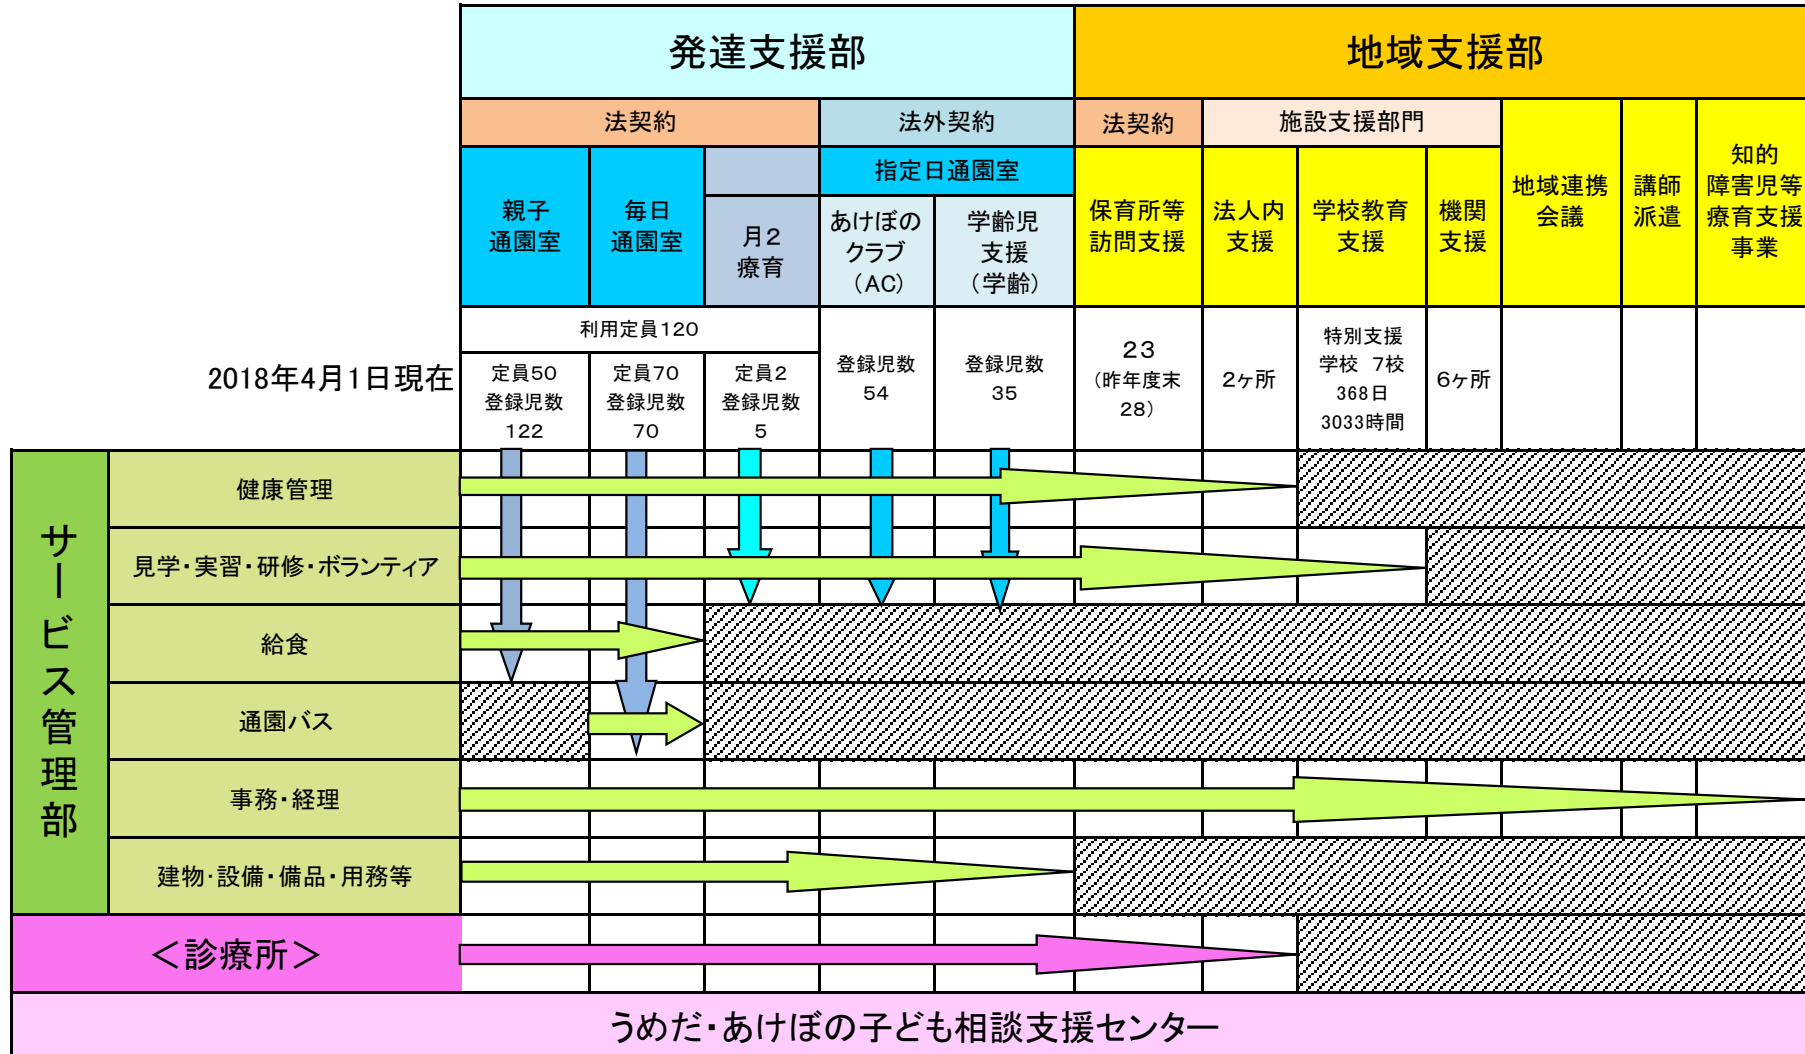 発達支援部
地域支援部
法契約
法外契約
法契約
施設支援部門
地域連携
会議
講師
派遣
知的
障害児等
療育支援
事業
親子
通園室
毎日
通園室
月2
療育
指定日通園室
あけぼの
クラブ
（AC）
学齢児
支援
（学齢）
保育所等
訪問支援
法人内
支援
学校教育
支援
機関
支援
2018年4月1日現在
利用定員120
定員50
登録児数
122
定員70
登録児数
70
定員2
登録児数
5
登録児数
54
登録児数
35
23
（昨年度末
28）
2ヶ所
特別支援
学校 7校
368日
3033時間
6ヶ所
サービス管理部
健康管理
見学・実習・研修・ボランティア
給食
通園バス
事務・経理
建物・設備・備品・用務等
＜診療所＞
うめだ・あけぼの子ども相談支援センター